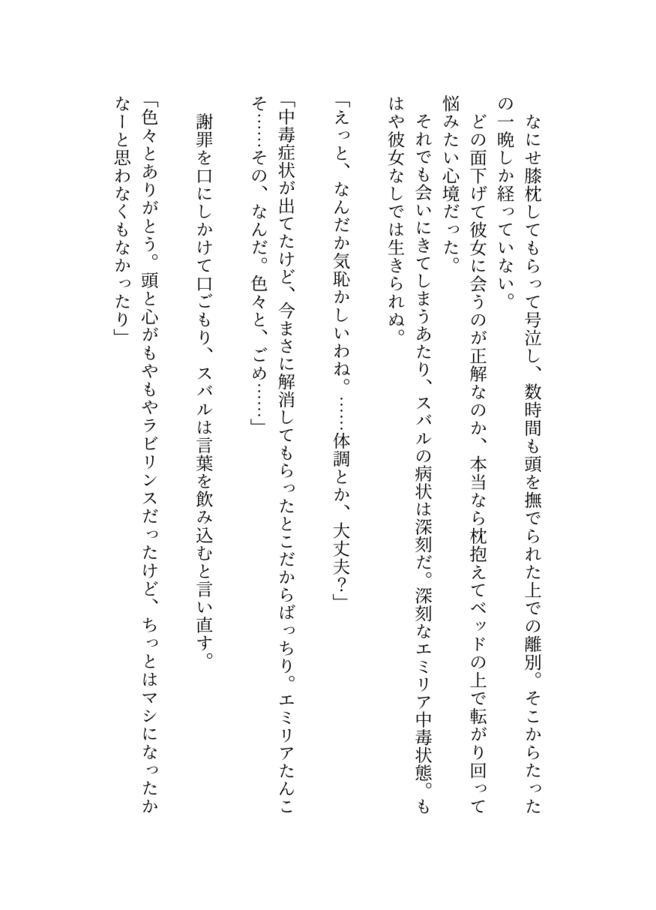 なにせ膝枕してもらって号泣し、数時間も頭を撫でられた上での離別。そこからたった
の一晩しか経っていない。
どの面下げて彼女に会うのが正解なのか、本当なら枕抱えてベッドの上で転がり回って
悩みたい心境だった。
それでも会いにきてしまうあたり、スバルの病状は深刻だ。深刻なエミリア中毒状態。も
はや彼女なしでは生きられぬ。
「えっと、なんだか気恥かしいわね。……体調とか、大丈夫？」
「中毒症状が出てたけど、今まさに解消してもらったとこだからばっちり。エミリアたんこ
そ……その、なんだ。色々と、ごめ……」
謝罪を口にしかけて口ごもり、スバルは言葉を飲み込むと言い直す。
「色々とありがとう。頭と心がもやもやラビリンスだったけど、ちっとはマシになったか
なーと思わなくもなかったり」